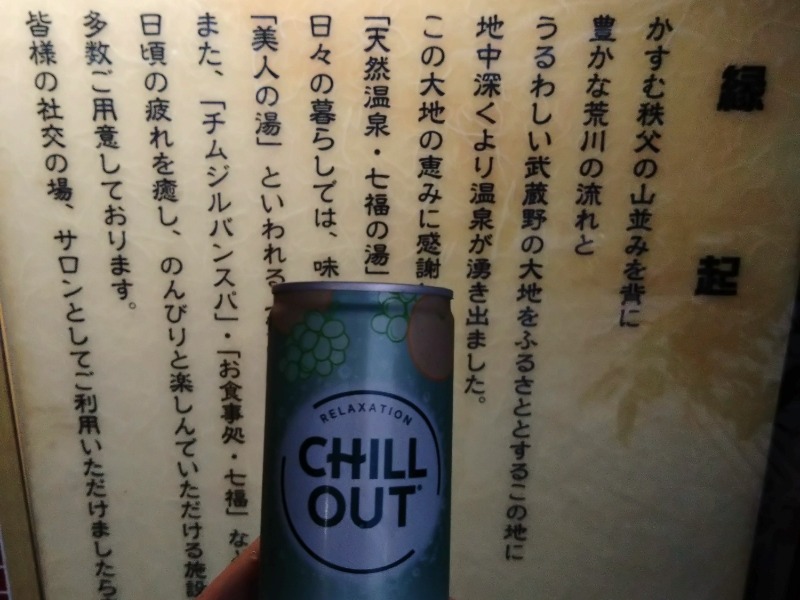 縁起
かすむ秩父の山並みを背に
豊かな荒川の流れと
うるわしい武蔵野の大地をふるさととするこの地に
地中深くより温泉が湧き出ました。
この大地の恵みに感謝
「天然温泉・七福の湯」
日々の暮らしでは、味
「美人の湯」といわれる
また、「チムジルバンスパ」・「お食事処・七福」な
日頃の疲れを癒し、のんびりと楽しんでいただける施設
多数ご用意しております。
皆様の社交の場、サロンとしてご利用いただけましたら
RELAXATION
CHILL
OUT